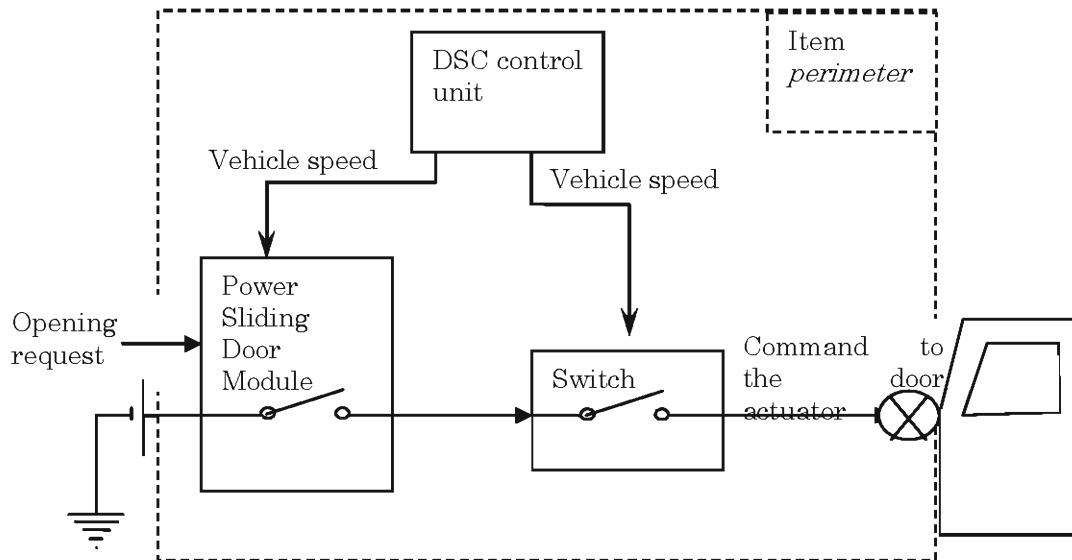 Item
perimeter
DSC control
unit
Vehicle speed
Vehicle speed
Power
Sliding
Door
Module
Opening
request
Switch
Command to
the door
actuator